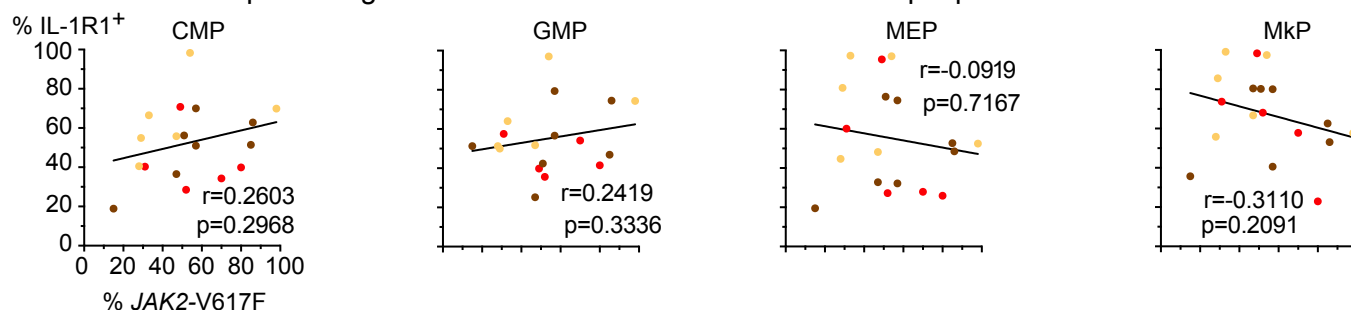 % IL-1R1+
CMP
GMP
MEP
MkP
100
80
60
40
20
0
0 20 40 60 80 100
% JAK2-V617F
r=0.2603
p=0.2968
r=0.2419
p=0.3336
r=-0.0919
p=0.7167
r=-0.3110
p=0.2091